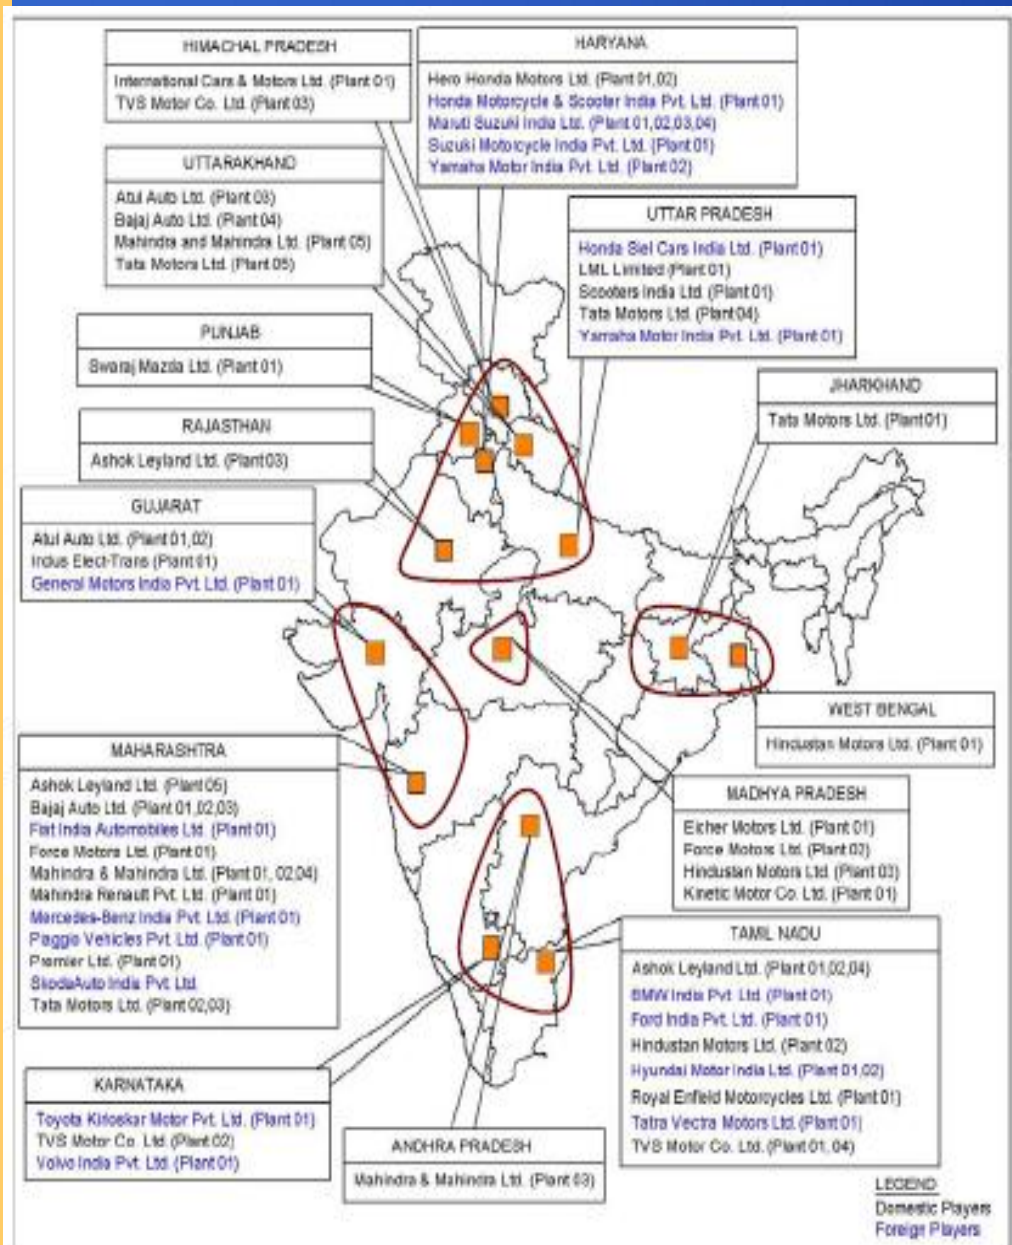 HIMACHAL PRADESH
International Cars & Motors Ltd. (Plant 01)
TVS Motor Co. Ltd. (Plant 03)
HARYANA
Hero Honda Motors Ltd. (Plant 01,02)
Honda Motorcycle & Scooter India Pvt. Ltd. (Plant 01)
Maruti Suzuki India Ltd. (Plant 01,02,03,04)
Suzuki Motorcycle India Pvt. Ltd. (Plant 01)
Yamaha Motor India Pvt. Ltd. (Plant 02)
UTTARAKHAND
Atul Auto Ltd. (Plant 03)
Bajaj Auto Ltd. (Plant 04)
Mahindra and Mahindra Ltd. (Plant 05)
Tata Motors Ltd. (Plant 05)
UTTAR PRADESH
Honda Siel Cars India Ltd. (Plant 01)
LML Limited (Plant 01)
Scooters India Ltd. (Plant 01)
Tata Motors Ltd. (Plant 04)
Yamaha Motor India Pvt. Ltd. (Plant 01)
PUNJAB
Swaraj Mazda Ltd. (Plant 01)
JHARKHAND
Tata Motors Ltd. (Plant 01)
RAJASTHAN
Ashok Leyland Ltd. (Plant 03)
GUJARAT
Atul Auto Ltd. (Plant 01,02)
Indus Elect-Trans (Plant 01)
General Motors India Pvt. Ltd. (Plant 01)
WEST BENGAL
Hindustan Motors Ltd. (Plant 01)
MAHARASHTRA
Ashok Leyland Ltd. (Plant 05)
Bajaj Auto Ltd. (Plant 01,02,03)
Fiat India Automobiles Ltd. (Plant 01)
Force Motors Ltd. (Plant 01)
Mahindra & Mahindra Ltd. (Plant 01, 02,04)
Mahindra Renault Pvt. Ltd. (Plant 01)
Mercedes-Benz India Pvt. Ltd. (Plant 01)
Piaggio Vehicles Pvt. Ltd. (Plant 01)
Premier Ltd. (Plant 01)
SkodaAuto India Pvt. Ltd.
Tata Motors Ltd. (Plant 02,03)
MADHYA PRADESH
Eicher Motors Ltd. (Plant 01)
Force Motors Ltd. (Plant 02)
Hindustan Motors Ltd. (Plant 03)
Kinetic Motor Co. Ltd. (Plant 01)
TAMIL NADU
Ashok Leyland Ltd. (Plant 01,02,04)
BMW India Pvt. Ltd. (Plant 01)
Ford India Pvt. Ltd. (Plant 01)
Hindustan Motors Ltd. (Plant 02)
Hyundai Motor India Ltd. (Plant 01,02)
Royal Enfield Motorcycles Ltd. (Plant 01)
Tatra Vectra Motors Ltd. (Plant 01)
TVS Motor Co. Ltd. (Plant 01, 04)
KARNATAKA
Toyota Kirloskar Motor Pvt. Ltd. (Plant 01)
TVS Motor Co. Ltd. (Plant 02)
Volvo India Pvt. Ltd. (Plant 01)
ANDHRA PRADESH
Mahindra & Mahindra Ltd. (Plant 03)
LEGEND
Domestic Players
Foreign Players